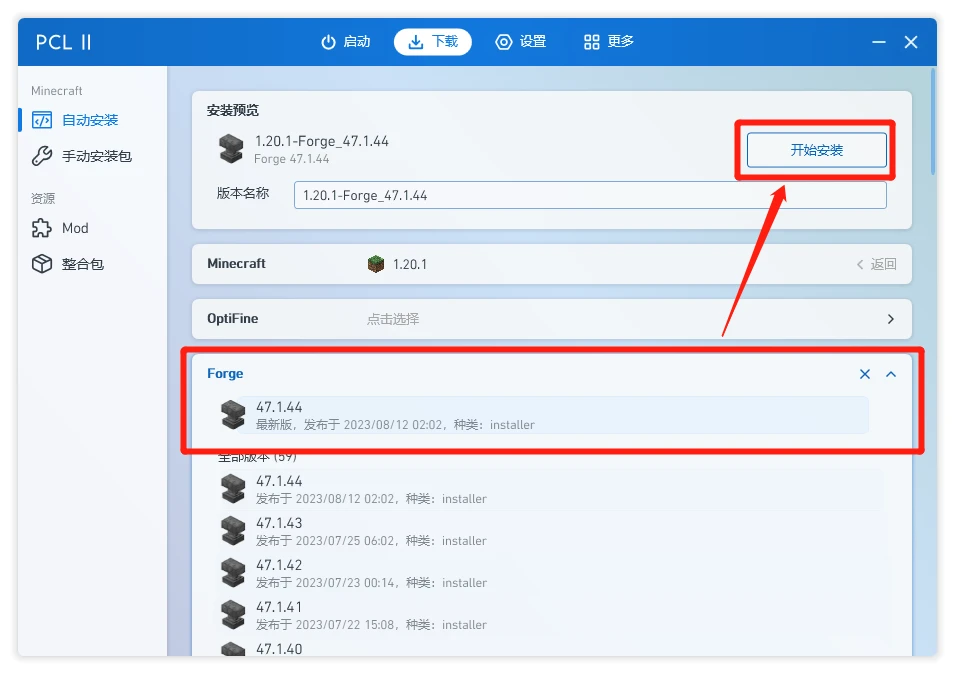 PCL II
启动
下载
设置
更多
Minecraft
自动安装
手动安装包
资源
Mod
整合包
安装预览
1.20.1-Forge_47.1.44
Forge 47.1.44
开始安装
版本名称
1.20.1-Forge_47.1.44
Minecraft
1.20.1
返回
OptiFine
点击选择
Forge
47.1.44
最新版，发布于 2023/08/12 02:02，种类：installer
全部版本 (59)
47.1.44
发布于 2023/08/12 02:02，种类：installer
47.1.43
发布于 2023/07/25 06:02，种类：installer
47.1.42
发布于 2023/07/23 00:14，种类：installer
47.1.41
发布于 2023/07/22 15:08，种类：installer
47.1.40